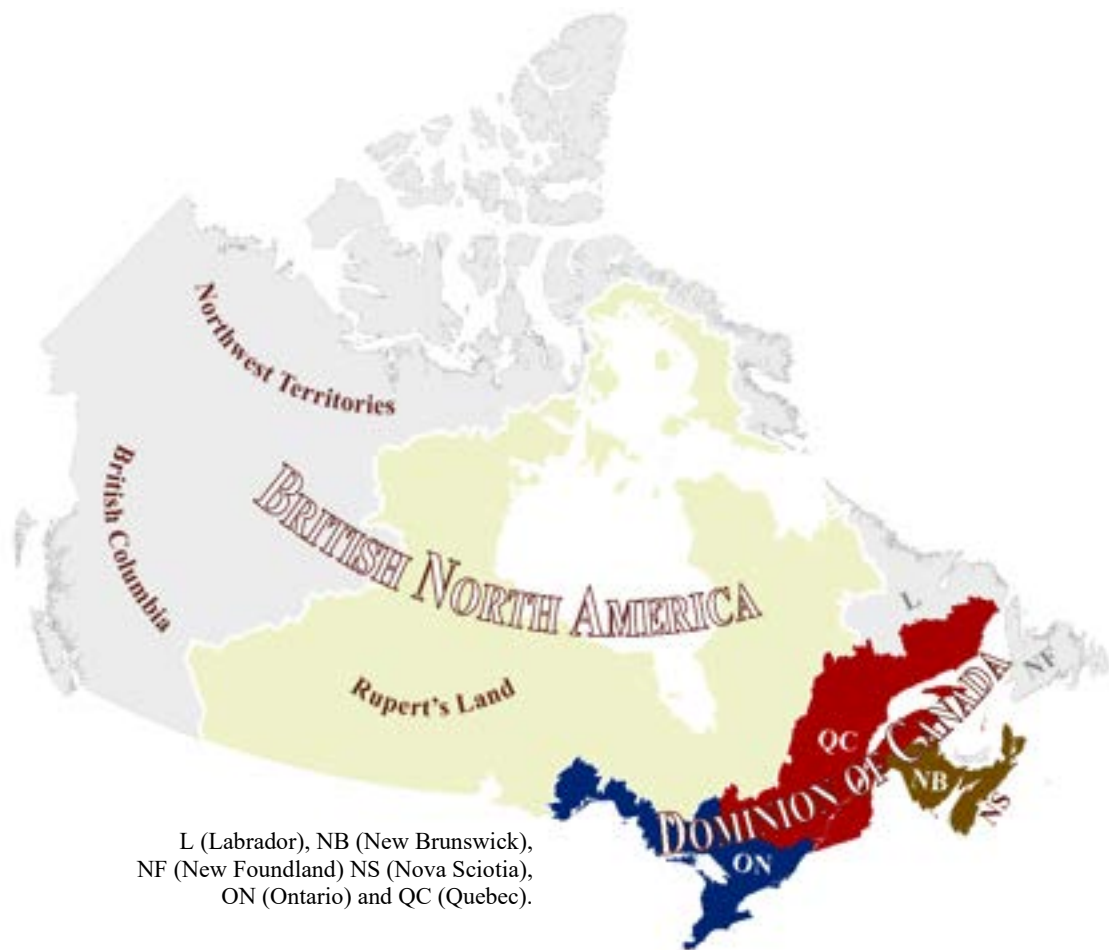 Northwest Territories
British Columbia
BRITISH NORTH AMERICA
Rupert's Land
L
NF
QC
DOMINION OF CANADA
NB
NS
ON
L (Labrador), NB (New Brunswick),
NF (New Foundland) NS (Nova Sciotia),
ON (Ontario) and QC (Quebec).